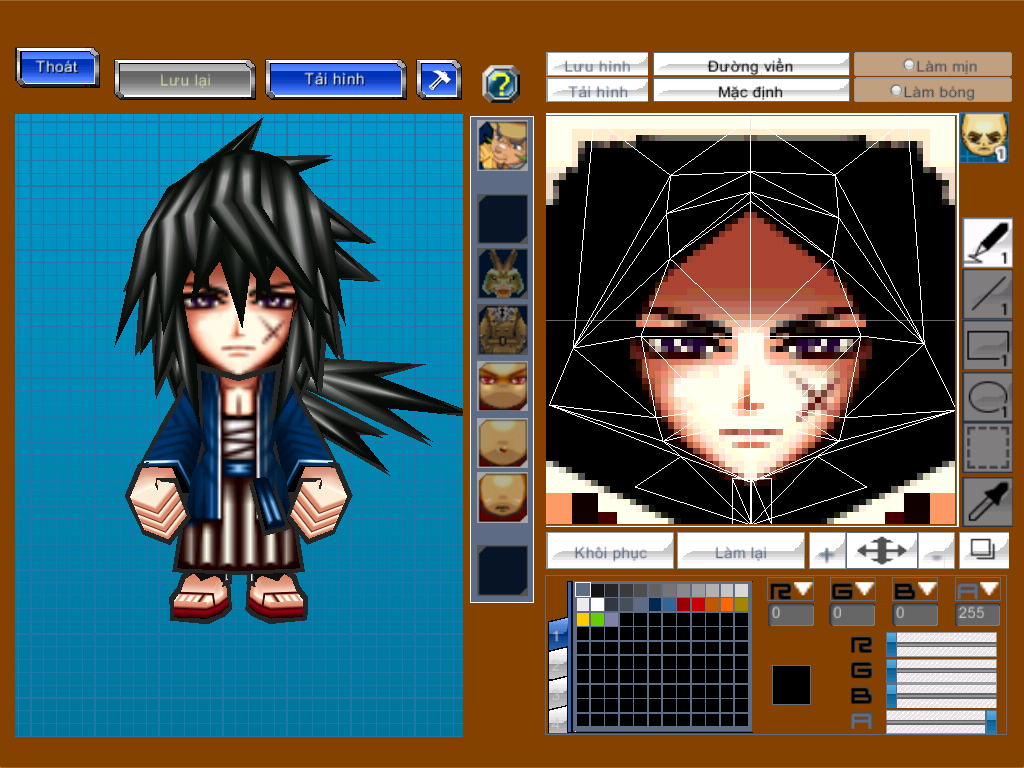 Thoát
Lưu lại
Tải hình
?
Lưu hình
Đường viền
Làm mịn
Tải hình
Mặc định
Làm bóng
1
1
1
1
1
Khôi phục
Làm lại
+
-
1
R G B A
0 0 0 255
R
G
B
A